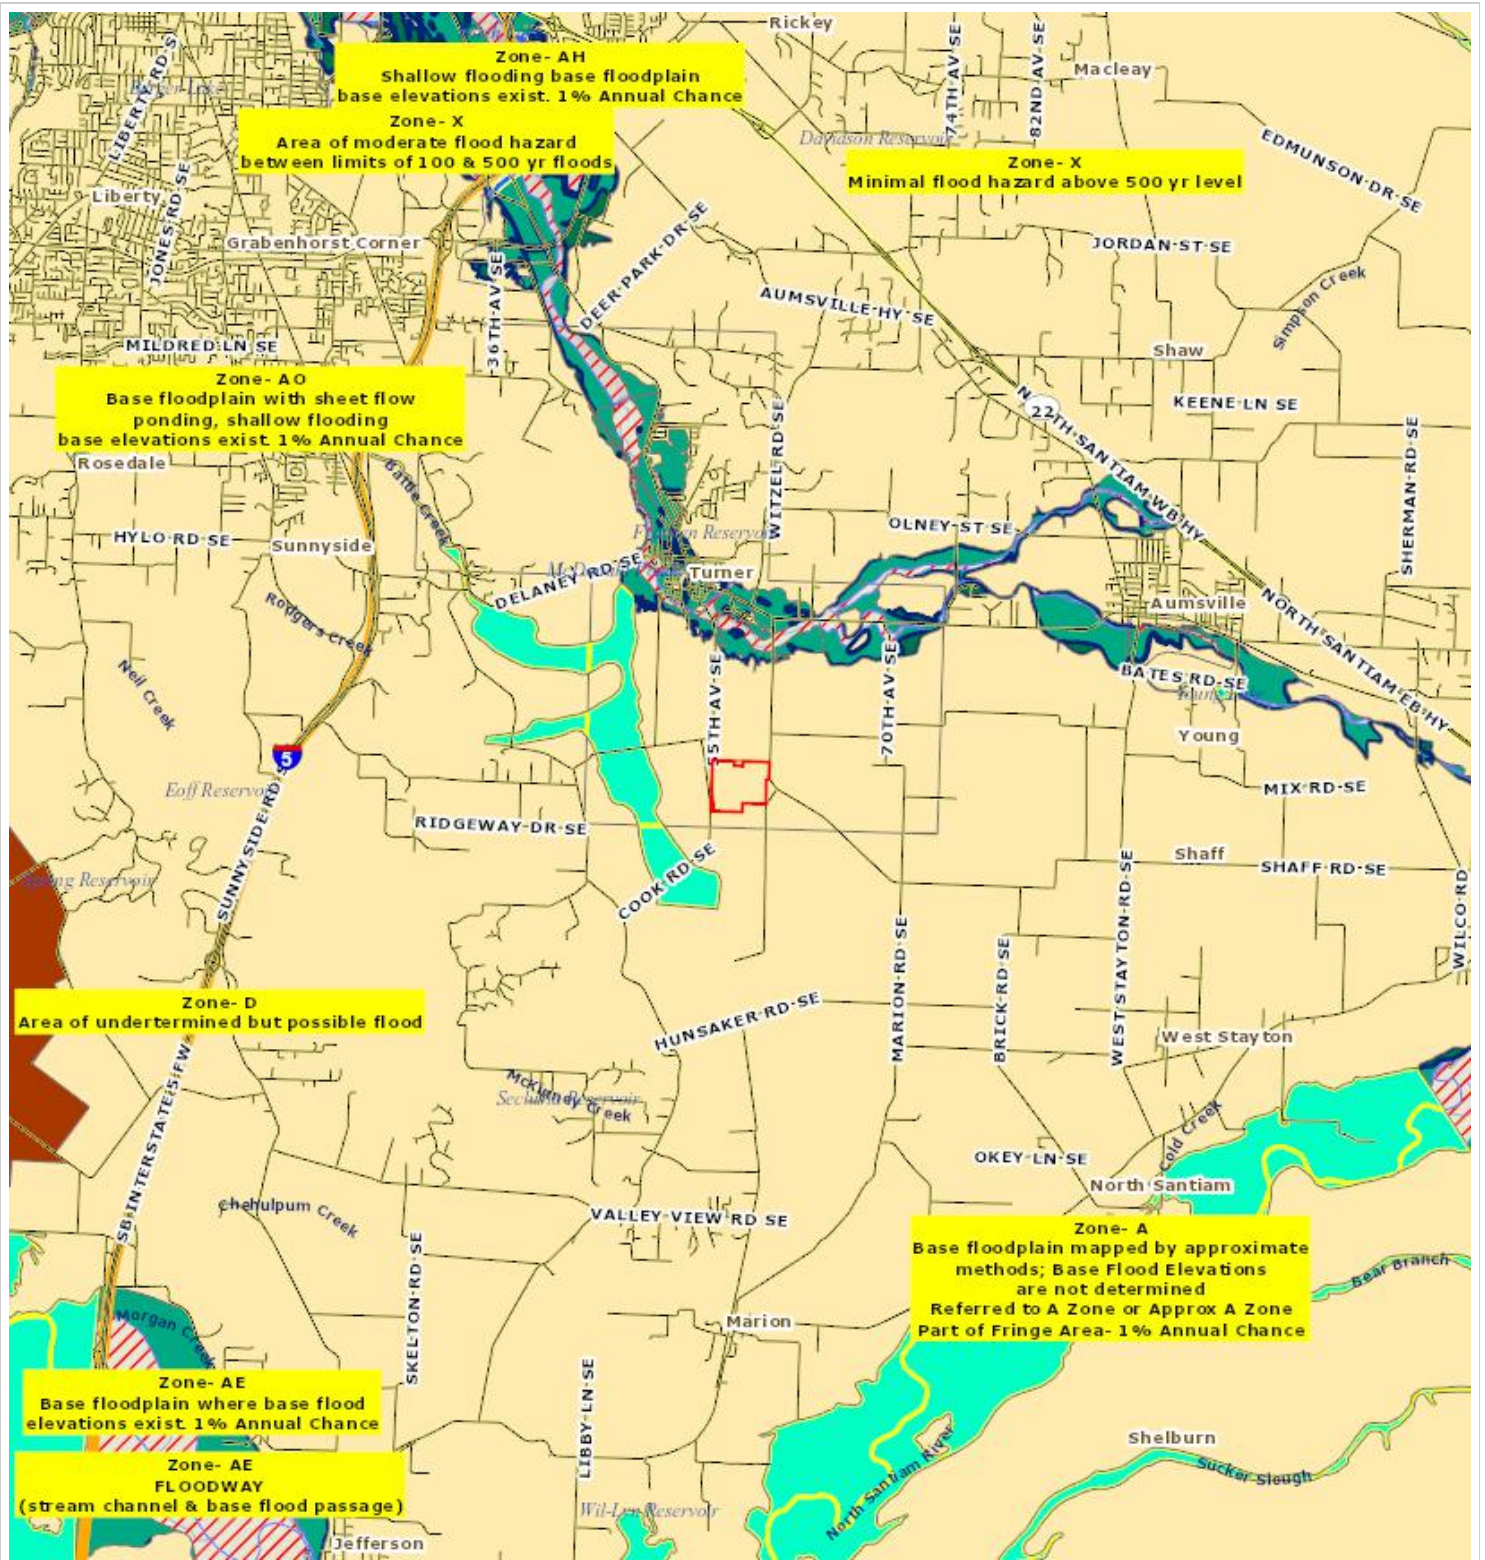 Rickey
Macleay
74TH-AV-SE
82ND-AV-SE
LIBERTY-RD-S
Zone- AH
Shallow flooding base floodplain
base elevations exist. 1% Annual Chance
Zone- X
Area of moderate flood hazard
between limits of 100 & 500 yr floods
Davidson Reservoir
Zone- X
Minimal flood hazard above 500 yr level
EDMUNSON-DR-SE
Liberty
JONES-RD-SE
Grabenhorst Corner
36TH-AV-SE
DEER-PARK-DR-SE
JORDAN-ST-SE
Simpson Creek
AUMSVILLE-HY-SE
MILDRED-LN-SE
Shaw
Zone- AO
Base floodplain with sheet flow
ponding, shallow flooding
base elevations exist. 1% Annual Chance
KEENE-LN SE
22
NORTH-SANTIAM-WB-HY
WITZEL-RD-SE
SHERMAN-RD-SE
Rosedale
Battle Creek
HYLO-RD-SE
Sunnyside
OLNEY-ST-SE
DELANEY-RD-SE
Turner
Aumsville
NORTH-SANTIAM-EB-HY
Rodgers Creek
Neil Creek
55TH-AV-SE
70TH-AV-SE
BATES-RD-SE
Young
5
Eoff Reservoir
MIX-RD-SE
RIDGEWAY-DR-SE
SUNNYSIDE-RD-S
COOK-RD-SE
Shaff
SHAFF-RD-SE
WEST-STAYTON-RD-SE
WILCO-RD
MARION-RD-SE
BRICK-RD-SE
Zone- D
Area of undertermined but possible flood
HUNSAKER-RD-SE
West Stayton
SB-INTERSTATE-5-FW
McKinney Creek
Cold Creek
OKEY-LN-SE
North Santiam
Chehulpum Creek
VALLEY-VIEW RD SE
SKELTON-RD-SE
Zone- A
Base floodplain mapped by approximate
methods; Base Flood Elevations
are not determined
Referred to A Zone or Approx A Zone
Part of Fringe Area- 1% Annual Chance
Bear Branch
Morgan Creek
Marion
Zone- AE
Base floodplain where base flood
elevations exist. 1% Annual Chance
LIBBY-LN-SE
Zone- AE
FLOODWAY
(stream channel & base flood passage)
Shelburn
Sucker Slough
North Santiam River
Wil-Lyn Reservoir
Jefferson